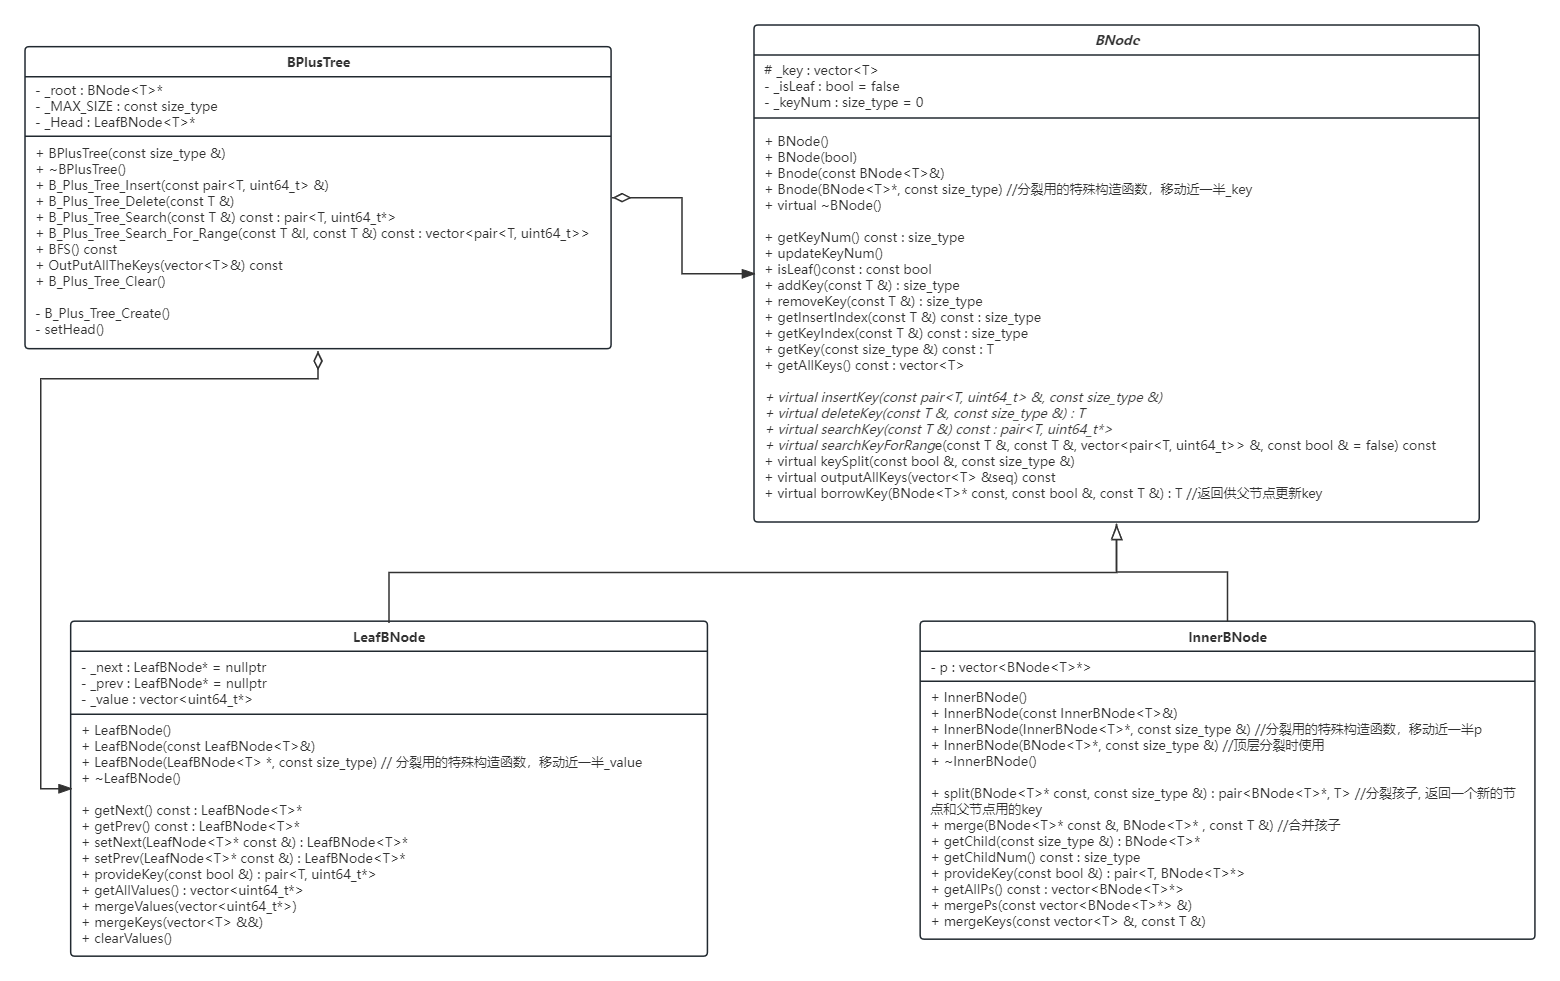 BPlusTree
- _root : BNode<T>*
- _MAX_SIZE : const size_type
- _Head : LeafBNode<T>*
+ BPlusTree(const size_type &)
+ ~BPlusTree()
+ B_Plus_Tree_Insert(const pair<T, uint64_t> &)
+ B_Plus_Tree_Delete(const T &)
+ B_Plus_Tree_Search(const T &) const : pair<T, uint64_t*>
+ B_Plus_Tree_Search_For_Range(const T &l, const T &) const : vector<pair<T, uint64_t>>
+ BFS() const
+ OutPutAllTheKeys(vector<T>&) const
+ B_Plus_Tree_Clear()
- B_Plus_Tree_Create()
- setHead()
BNode
# _key : vector<T>
- _isLeaf : bool = false
- _keyNum : size_type = 0
+ BNode()
+ BNode(bool)
+ Bnode(const BNode<T>&)
+ Bnode(BNode<T>*, const size_type) //分裂用的特殊构造函数，移动近一半_key
+ virtual ~BNode()
+ getKeyNum() const : size_type
+ updateKeyNum()
+ isLeaf()const : const bool
+ addKey(const T &) : size_type
+ removeKey(const T &) : size_type
+ getInsertIndex(const T &) const : size_type
+ getKeyIndex(const T &) const : size_type
+ getKey(const size_type &) const : T
+ getAllKeys() const : vector<T>
+ virtual insertKey(const pair<T, uint64_t> &, const size_type &)
+ virtual deleteKey(const T &, const size_type &) : T
+ virtual searchKey(const T &) const : pair<T, uint64_t*>
+ virtual searchKeyForRange(const T &, const T &, vector<pair<T, uint64_t>> &, const bool & = false) const
+ virtual keySplit(const bool &, const size_type &)
+ virtual outputAllKeys(vector<T> &seq) const
+ virtual borrowKey(BNode<T>* const, const bool &, const T &) : T //返回供父节点更新key
LeafBNode
- _next : LeafBNode* = nullptr
- _prev : LeafBNode* = nullptr
- _value : vector<uint64_t*>
+ LeafBNode()
+ LeafBNode(const LeafBNode<T>&)
+ LeafBNode(LeafBNode<T> *, const size_type) // 分裂用的特殊构造函数，移动近一半_value
+ ~LeafBNode()
+ getNext() const : LeafBNode<T>*
+ getPrev() const : LeafBNode<T>*
+ setNext(LeafNode<T>* const &) : LeafBNode<T>*
+ setPrev(LeafNode<T>* const &) : LeafBNode<T>*
+ provideKey(const bool &) : pair<T, uint64_t*>
+ getAllValues() : vector<uint64_t*>
+ mergeValues(vector<uint64_t*>)
+ mergeKeys(vector<T> &&)
+ clearValues()
InnerBNode
- p : vector<BNode<T>*>
+ InnerBNode()
+ InnerBNode(const InnerBNode<T>&)
+ InnerBNode(InnerBNode<T>*, const size_type &) //分裂用的特殊构造函数，移动近一半p
+ InnerBNode(BNode<T>*, const size_type &) //顶层分裂时使用
+ ~InnerBNode()
+ split(BNode<T>* const, const size_type &) : pair<BNode<T>*, T> //分裂孩子, 返回一个新的节
点和父节点用的key
+ merge(BNode<T>* const &, BNode<T>* , const T &) //合并孩子
+ getChild(const size_type &) : BNode<T>*
+ getChildNum() const : size_type
+ provideKey(const bool &) : pair<T, BNode<T>*>
+ getAllPs() const : vector<BNode<T>*>
+ mergePs(const vector<BNode<T>*> &)
+ mergeKeys(const vector<T> &, const T &)